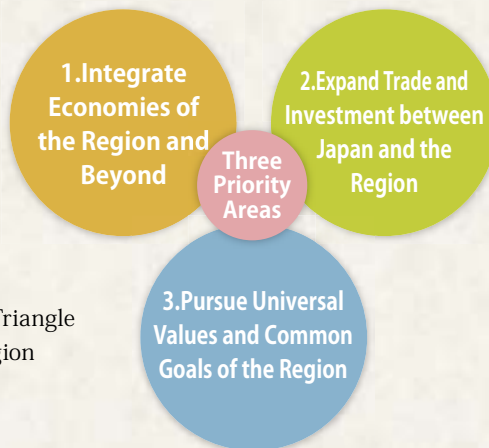 1.Integrate
Economies of
the Region and
Beyond
2.Expand Trade and
Investment between
Japan and the
Region
Three
Priority
Areas
3.Pursue Universal
Values and Common
Goals of the Region
Triangle